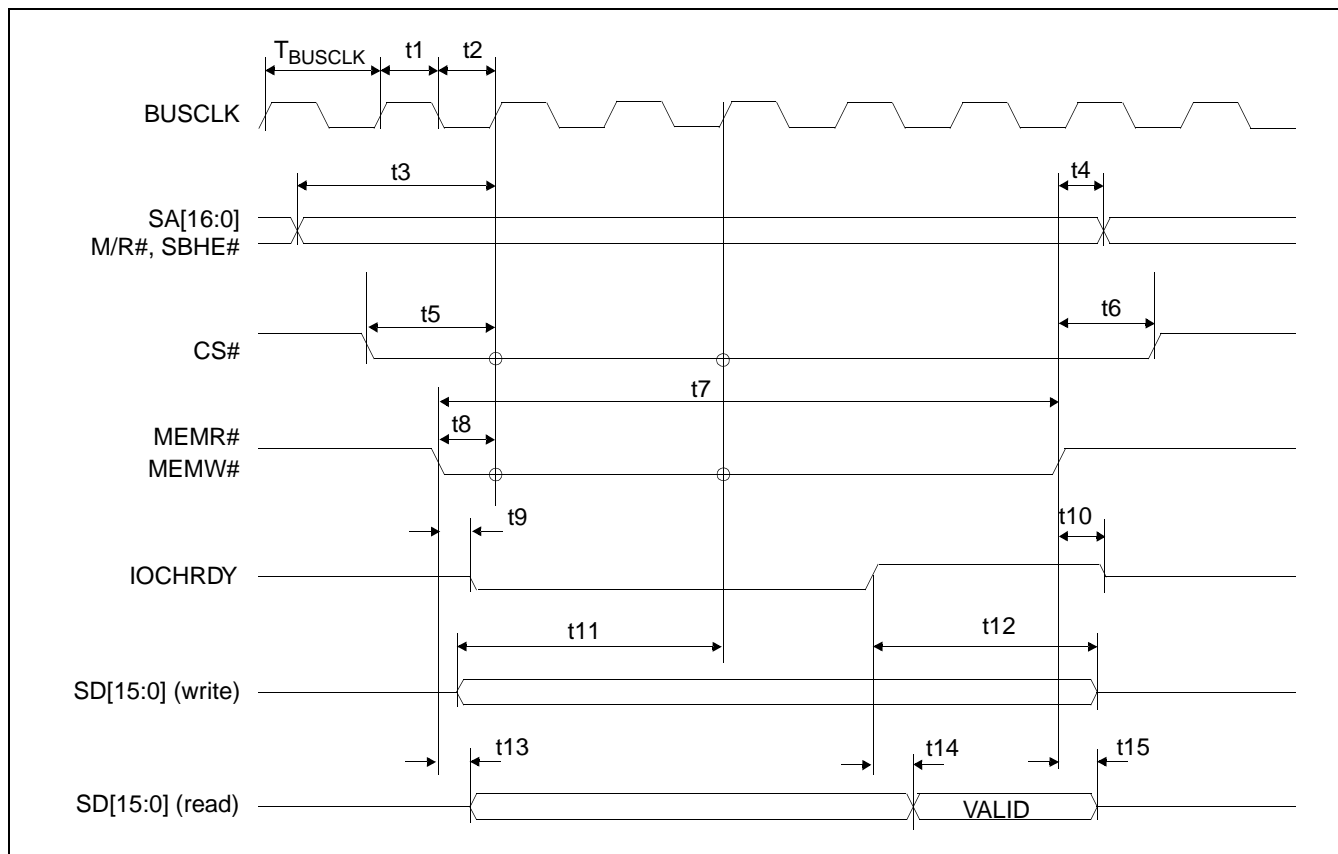 TBUSCLK t1 t2
BUSCLK
t3 t4
SA[16:0]
M/R#, SBHE#
t5 t6
CS#
t7
MEMR# t8
MEMW#
t9 t10
IOCHRDY
t11 t12
SD[15:0] (write)
t13 t14 t15
SD[15:0] (read) VALID